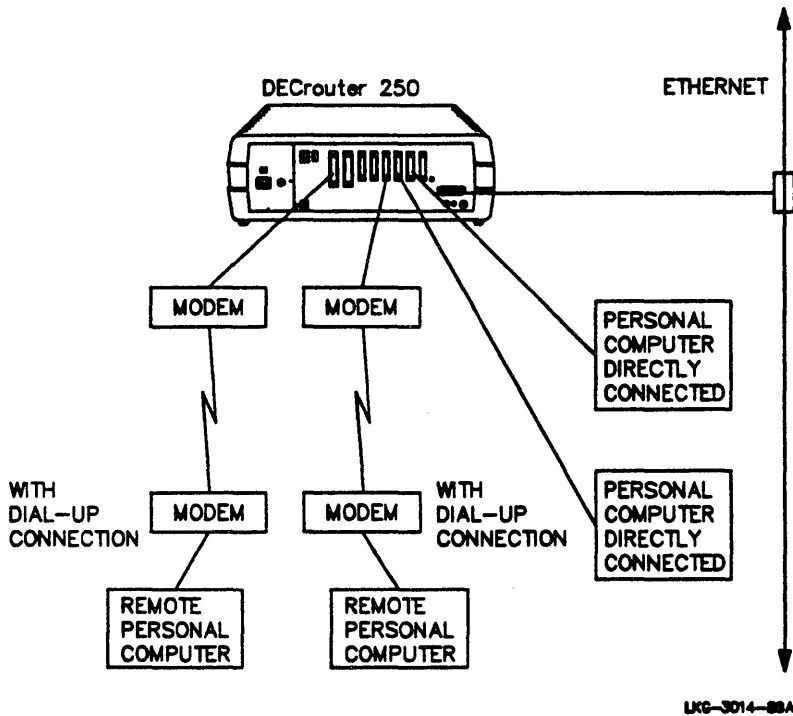 DECrouter 250
ETHERNET
MODEM
MODEM
PERSONAL
COMPUTER
DIRECTLY
CONNECTED
WITH
DIAL-UP
CONNECTION
MODEM
MODEM
WITH
DIAL-UP
CONNECTION
PERSONAL
COMPUTER
DIRECTLY
CONNECTED
REMOTE
PERSONAL
COMPUTER
REMOTE
PERSONAL
COMPUTER